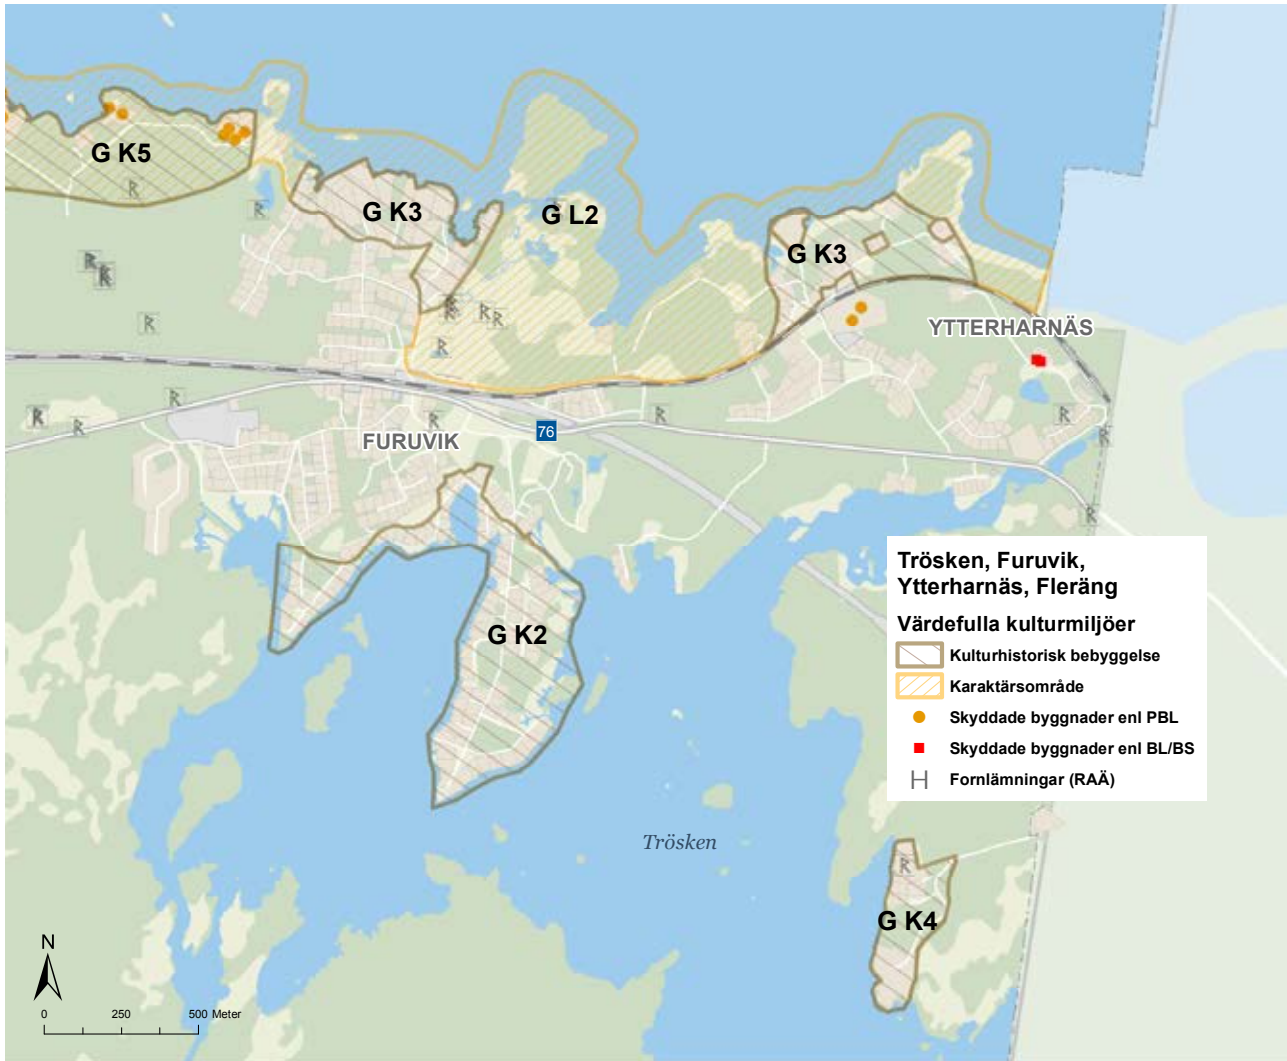 G K5
G K3
G L2
G K3
YTTERHARNÄS
76
FURUVIK
G K2
Trösken, Furuvik,
Ytterharnäs, Fleräng
Värdefulla kulturmiljöer
Kulturhistorisk bebyggelse
Karaktärsområde
Skyddade byggnader enl PBL
Skyddade byggnader enl BL/BS
Fornlämningar (RAÄ)
Trösken
G K4
N
0 250 500 Meter